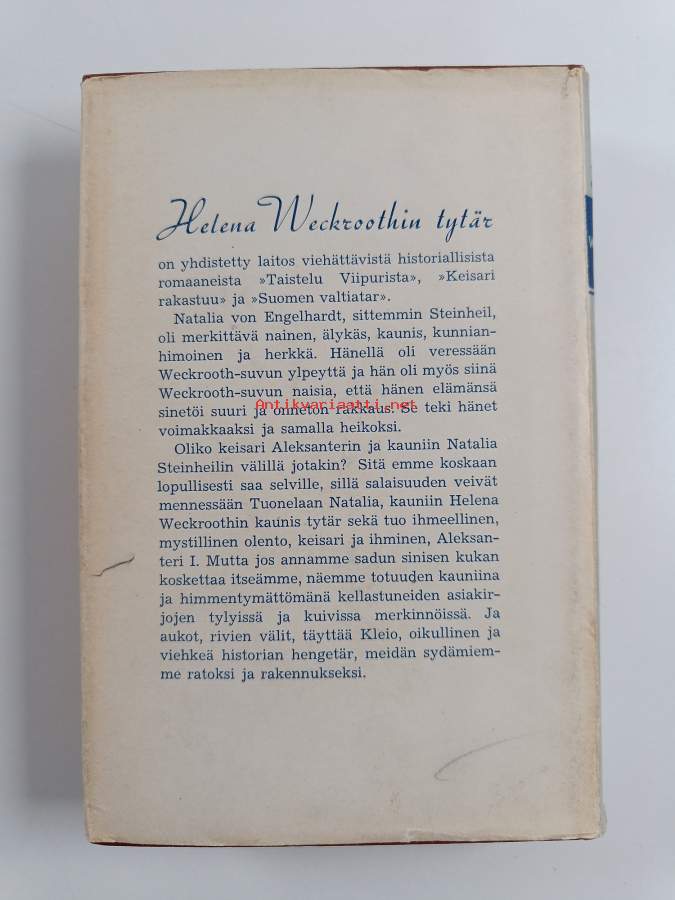 Helena Weckroothin tytär
on yhdistetty laitos viehättävistä historiallisista
romaaneista »Taistelu Viipurista», »Keisari
rakastuu» ja »Suomen valtiatar».
Natalia von Engelhardt, sittemmin Steinheil,
oli merkittävä nainen, älykäs, kaunis, kunnian-
himoinen ja herkkä. Hänellä oli veressään
Weckrooth-suvun ylpeyttä ja hän oli myös siinä
Weckrooth-suvun naisia, että hänen elämänsä
sinetöi suuri ja onneton rakkaus. Se teki hänet
Antikvariaatti.net
voimakkaaksi ja samalla heikoksi.
Oliko keisari Aleksanterin ja kauniin Natalia
Steinheilin välillä jotakin? Sitä emme koskaan
lopullisesti saa selville, sillä salaisuuden veivät
mennessään Tuonelaan Natalia, kauniin Helena
Weckroothin kaunis tytär sekä tuo ihmeellinen,
mystillinen olento, keisari ja ihminen, Aleksan-
teri I. Mutta jos annamme sadun sinisen kukan
koskettaa itseämme, näemme totuuden kauniina
ja himmentymättömänä kellastuneiden asiakir-
jojen tylyissä ja kuivissa merkinnöissä. Ja
aukot, rivien välit, täyttää Kleio, oikullinen ja
viehkeä historian hengetär, meidän sydämiem-
me ratoksi ja rakennukseksi.